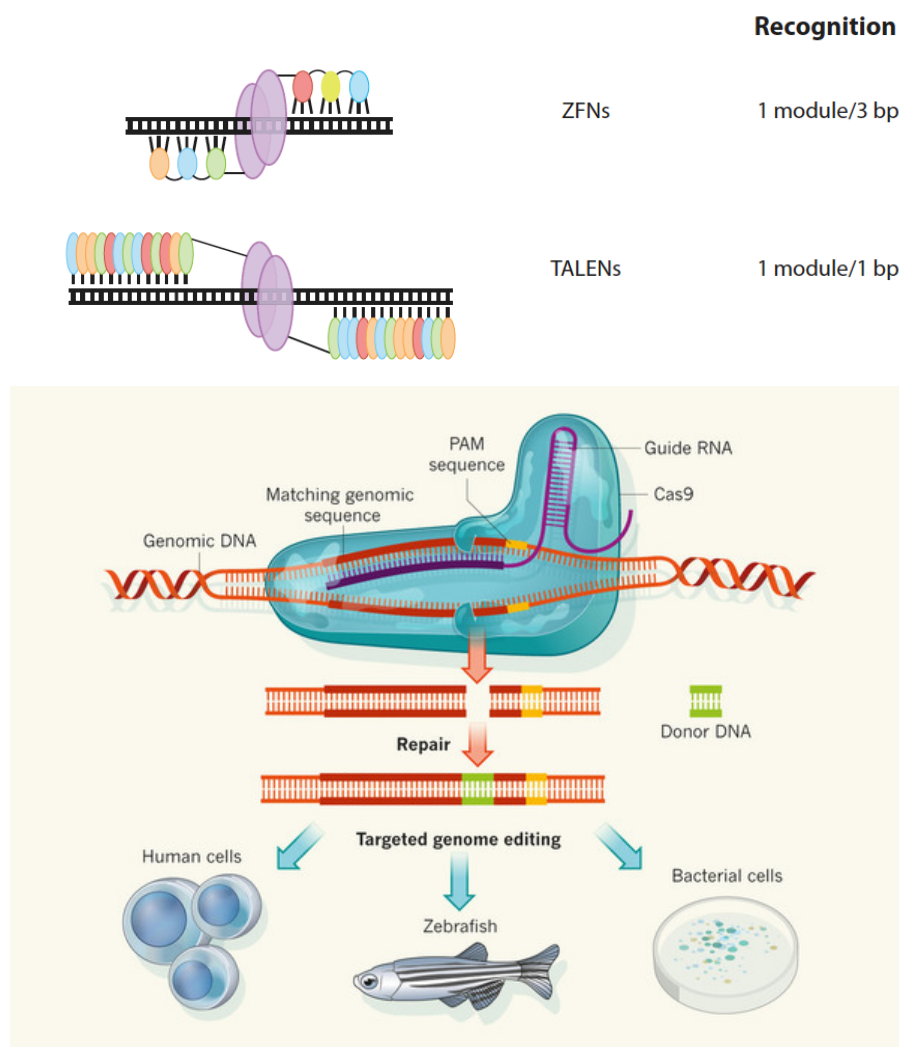 Recognition
ZFNs
1 module/3 bp
TALENs
1 module/1 bp
PAM
sequence
Guide RNA
Cas9
Matching genomic
sequence
Genomic DNA
Donor DNA
Repair
Targeted genome editing
Human cells
Bacterial cells
Zebrafish